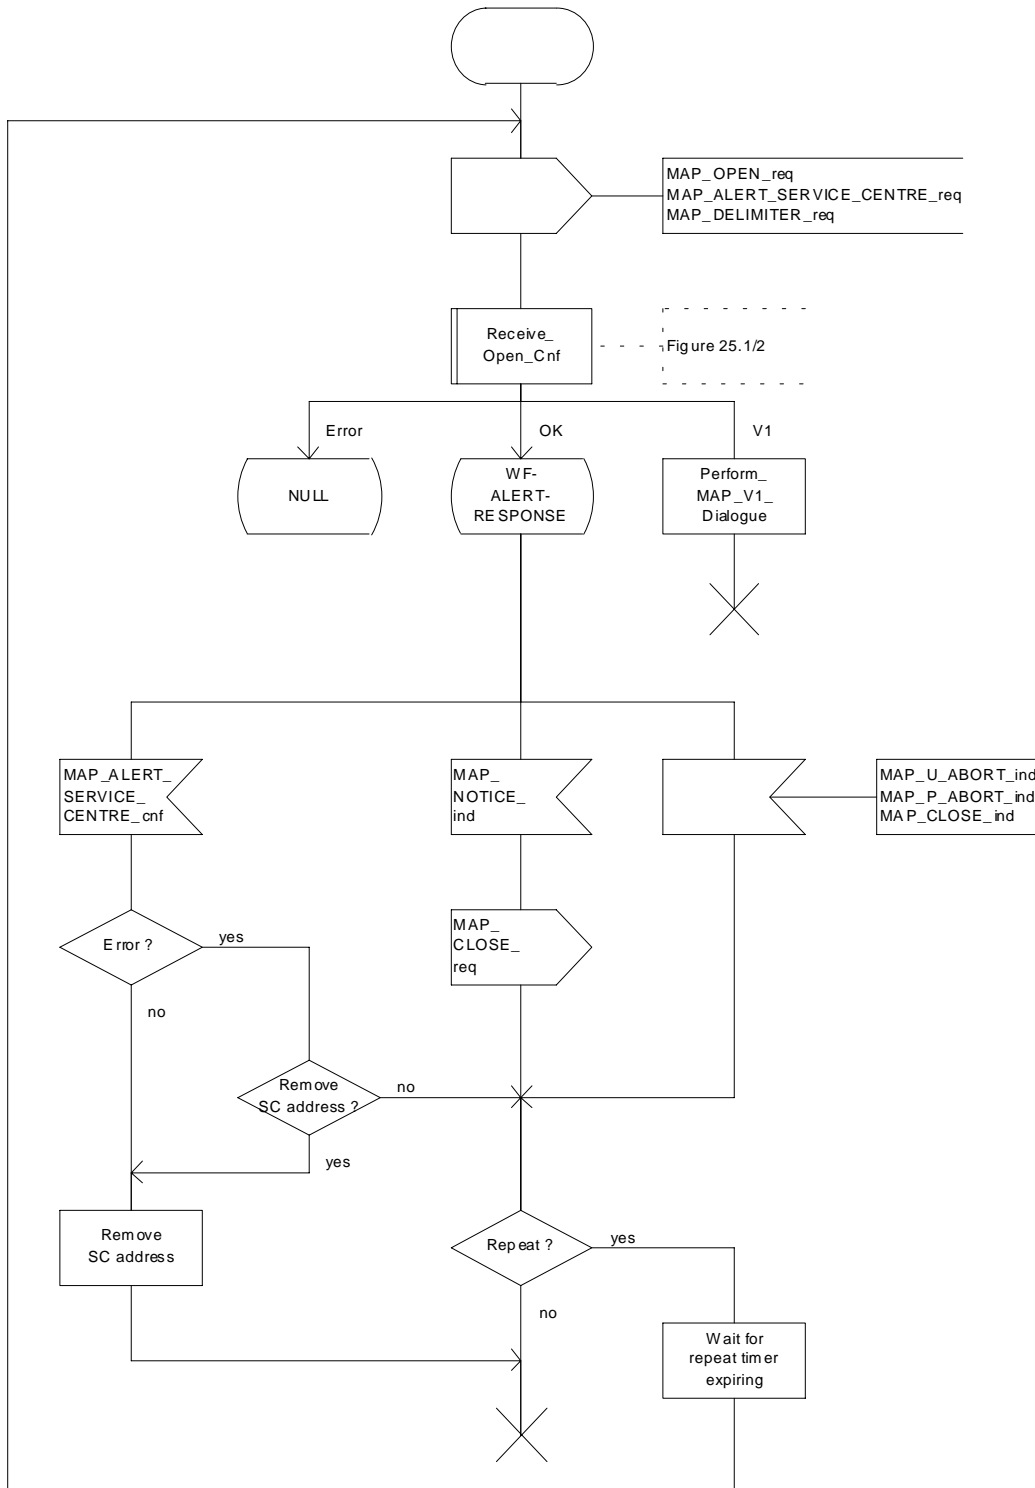 MAP_OPEN_req
MAP_ALERT_SERVICE_CENTRE_req
MAP_DELIMITER_req
Receive_
Open_Cnf
Figure 25.1/2
Error
OK
V1
NULL
WF-
ALERT-
RESPONSE
Perform_
MAP_V1_
Dialogue
MAP_ALERT_
SERVICE_
CENTRE_cnf
MAP_
NOTICE_
ind
MAP_U_ABORT_ind
MAP_P_ABORT_ind
MAP_CLOSE_ind
Error ?
yes
no
MAP_
CLOSE_
req
Remove
SC address ?
no
yes
Remove
SC address
Repeat ?
yes
no
Wait for
repeat timer
expiring